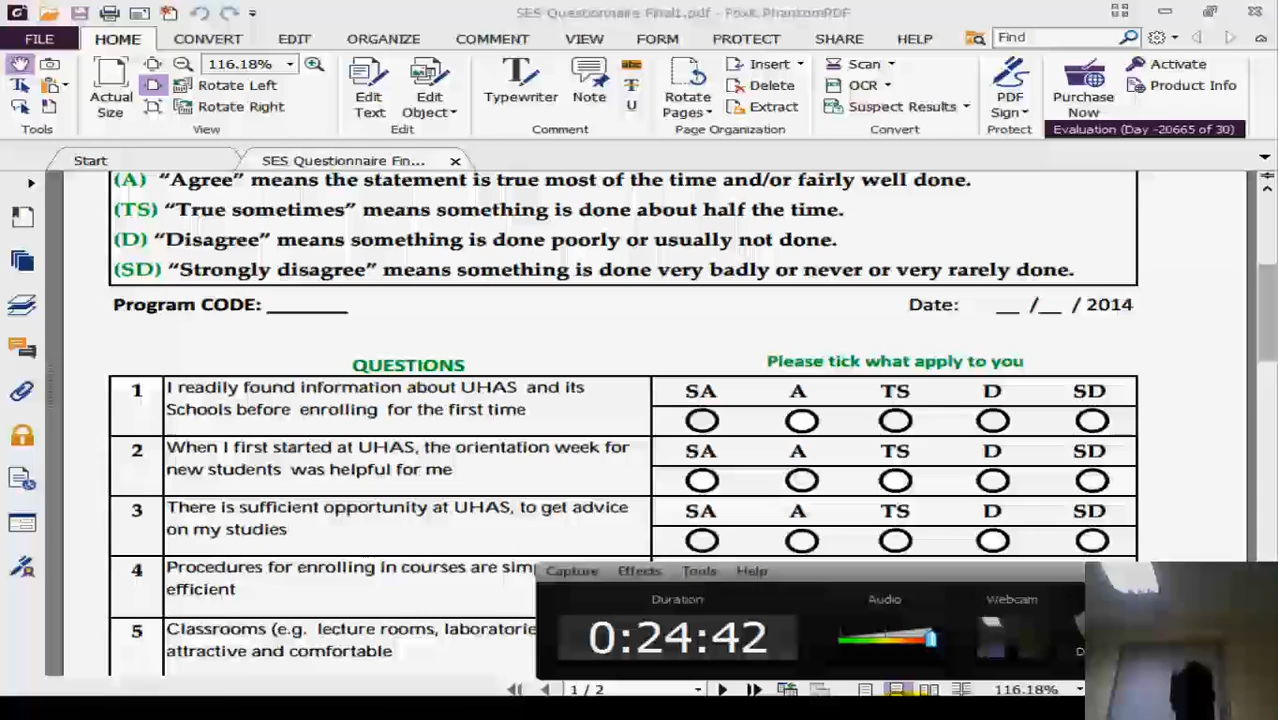 SES Questionnaire Final1.pdf - Foxit PhantomPDF
FILE HOME CONVERT EDIT ORGANIZE COMMENT VIEW FORM PROTECT SHARE HELP Find
116.18%
Actual Size
Rotate Left
Rotate Right
Edit Text
Edit Object
Typewriter
Note
abc
T
U
Rotate Pages
Insert
Delete
Extract
Scan
OCR
Suspect Results
PDF Sign
Purchase Now
Activate
Product Info
Tools View Edit Comment Page Organization Convert Protect Evaluation (Day -20665 of 30)
Start SES Questionnaire Fin...
(A) “Agree” means the statement is true most of the time and/or fairly well done.
(TS) “True sometimes” means something is done about half the time.
(D) “Disagree” means something is done poorly or usually not done.
(SD) “Strongly disagree” means something is done very badly or never or very rarely done.
Program CODE: _______ Date: __ /__ / 2014
QUESTIONS Please tick what apply to you
1 I readily found information about UHAS and its SA A TS D SD
Schools before enrolling for the first time
2 When I first started at UHAS, the orientation week for SA A TS D SD
new students was helpful for me
3 There is sufficient opportunity at UHAS, to get advice SA A TS D SD
on my studies
4 Procedures for enrolling in courses are
efficient
5 Classrooms (e.g. lecture rooms,
attractive and comfortable
Capture Effects Tools Help
Duration Audio Webcam
0:24:42
1 / 2 116.18%